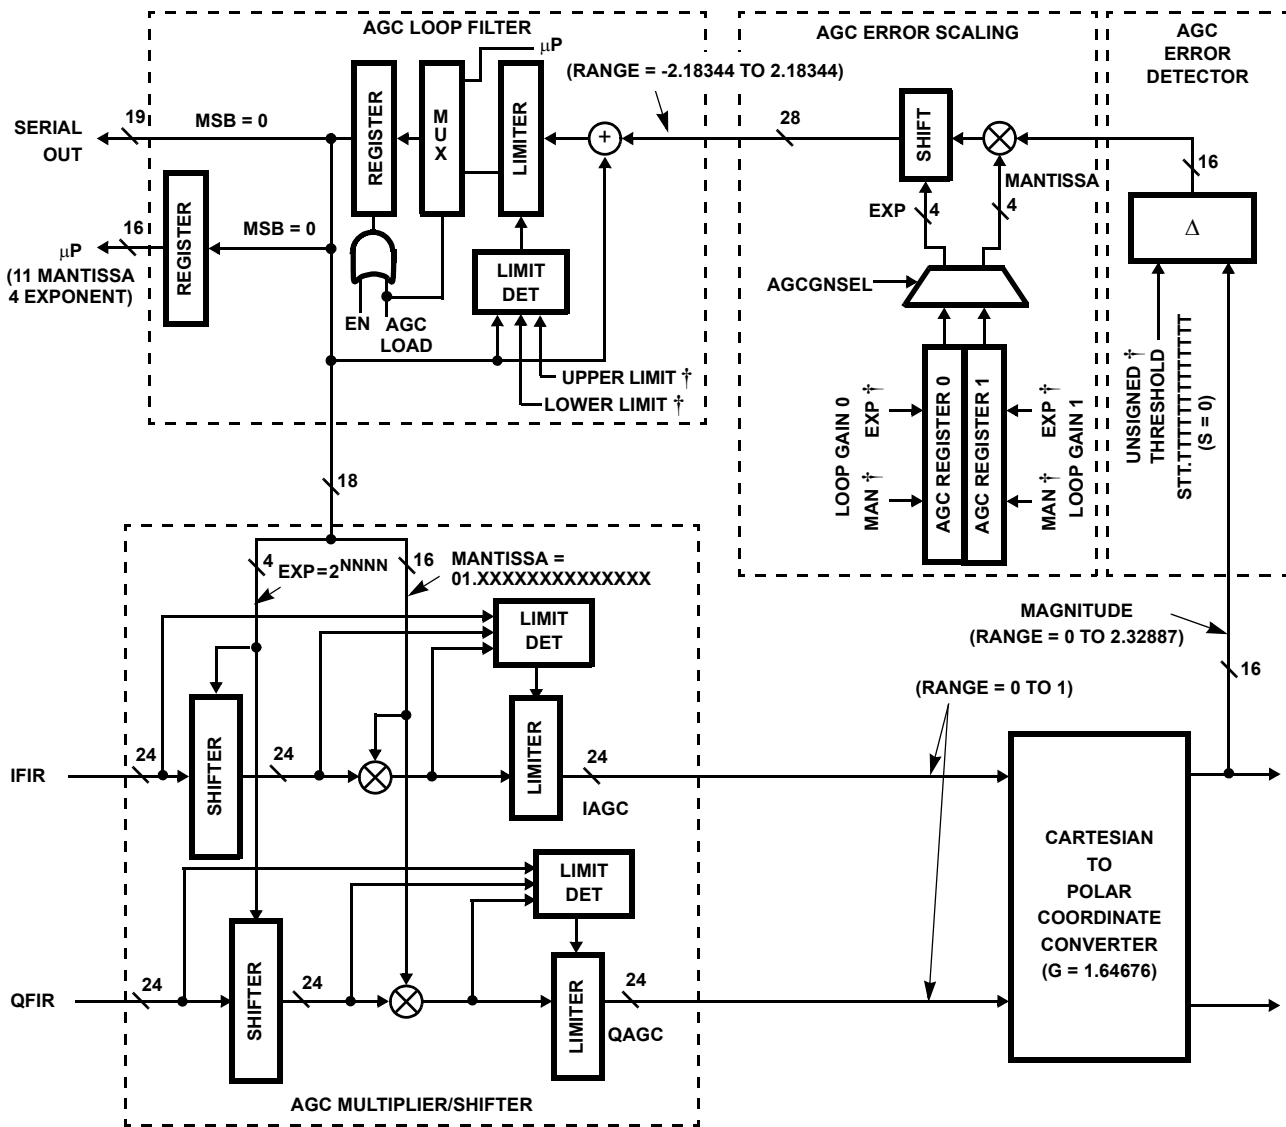 AGC LOOP FILTER
µP
(RANGE = -2.18344 TO 2.18344)
19
SERIAL
OUT
MSB = 0
REGISTER
MUX
LIMITER
+
16
µP
(11 MANTISSA
4 EXPONENT)
REGISTER
MSB = 0
LIMIT
DET
EN
AGC
LOAD
UPPER LIMIT †
LOWER LIMIT †
18
AGC ERROR SCALING
28
SHIFT
MANTISSA
EXP
4
4
AGCGNSEL
LOOP GAIN 0
EXP †
MAN †
AGC REGISTER 0
AGC REGISTER 1
EXP †
MAN †
LOOP GAIN 1
AGC
ERROR
DETECTOR
16
Δ
UNSIGNED †
THRESHOLD
STT.TTTTTTTTTTTTT
(S = 0)
MAGNITUDE
(RANGE = 0 TO 2.32887)
16
4
EXP=2NNNN
16
MANTISSA =
01.XXXXXXXXXXXXXX
LIMIT
DET
(RANGE = 0 TO 1)
IFIR
24
SHIFTER
24
LIMITER
24
IAGC
LIMIT
DET
QFIR
24
SHIFTER
24
LIMITER
24
QAGC
CARTESIAN
TO
POLAR
COORDINATE
CONVERTER
(G = 1.64676)
AGC MULTIPLIER/SHIFTER